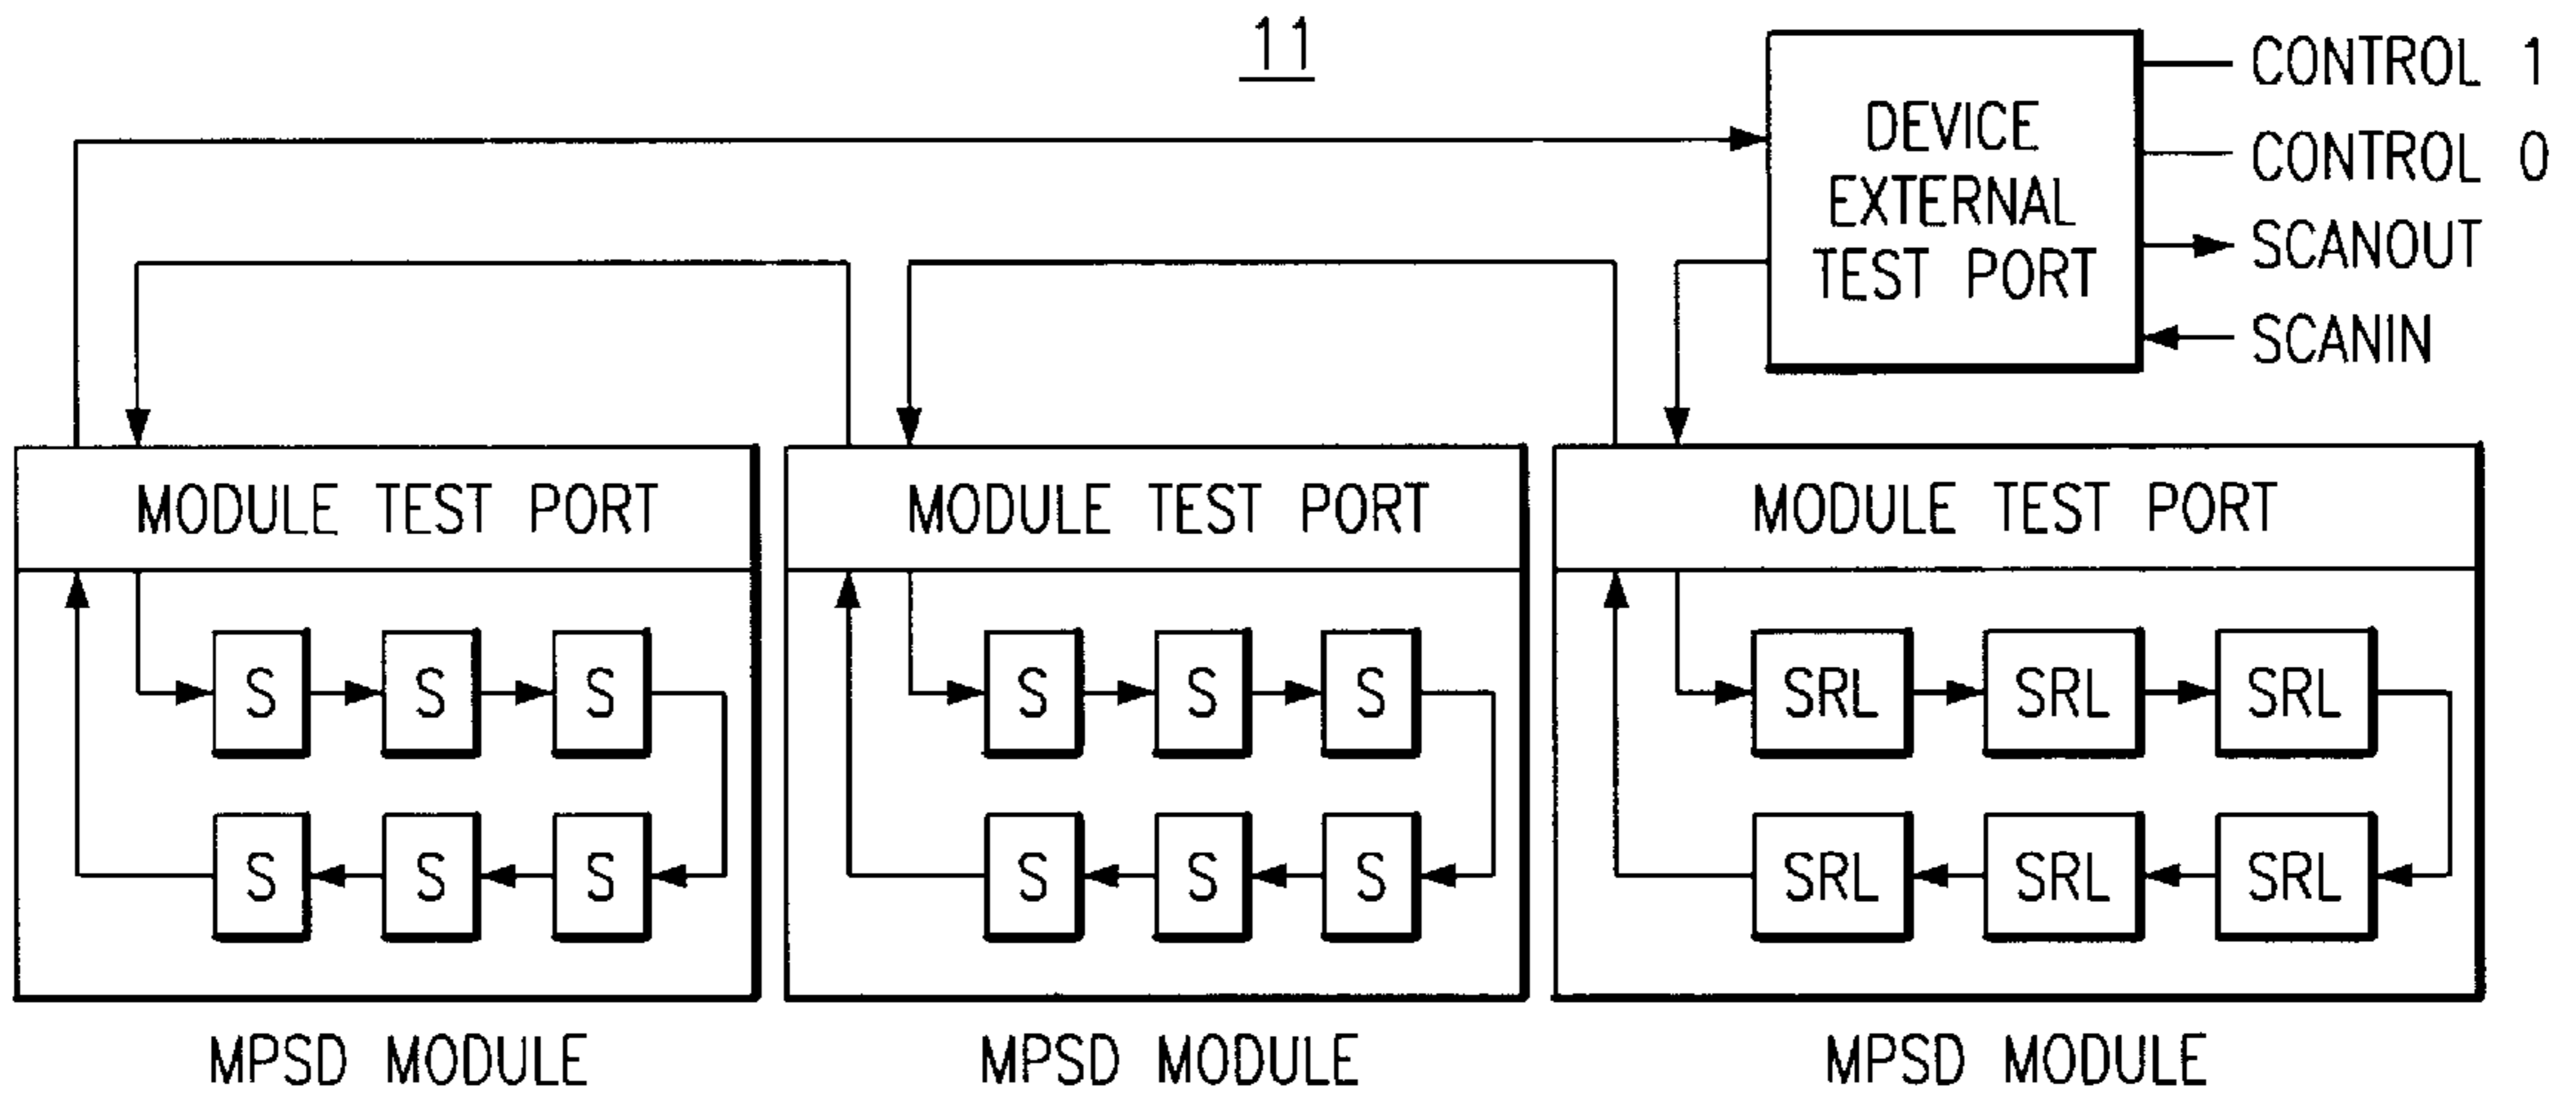 11
DEVICE
EXTERNAL
TEST PORT
CONTROL 1
CONTROL 0
SCANOUT
SCANIN
MODULE TEST PORT
MODULE TEST PORT
MODULE TEST PORT
S S S
S S S
SRL SRL SRL
S S S
S S S
SRL SRL SRL
MPSD MODULE
MPSD MODULE
MPSD MODULE